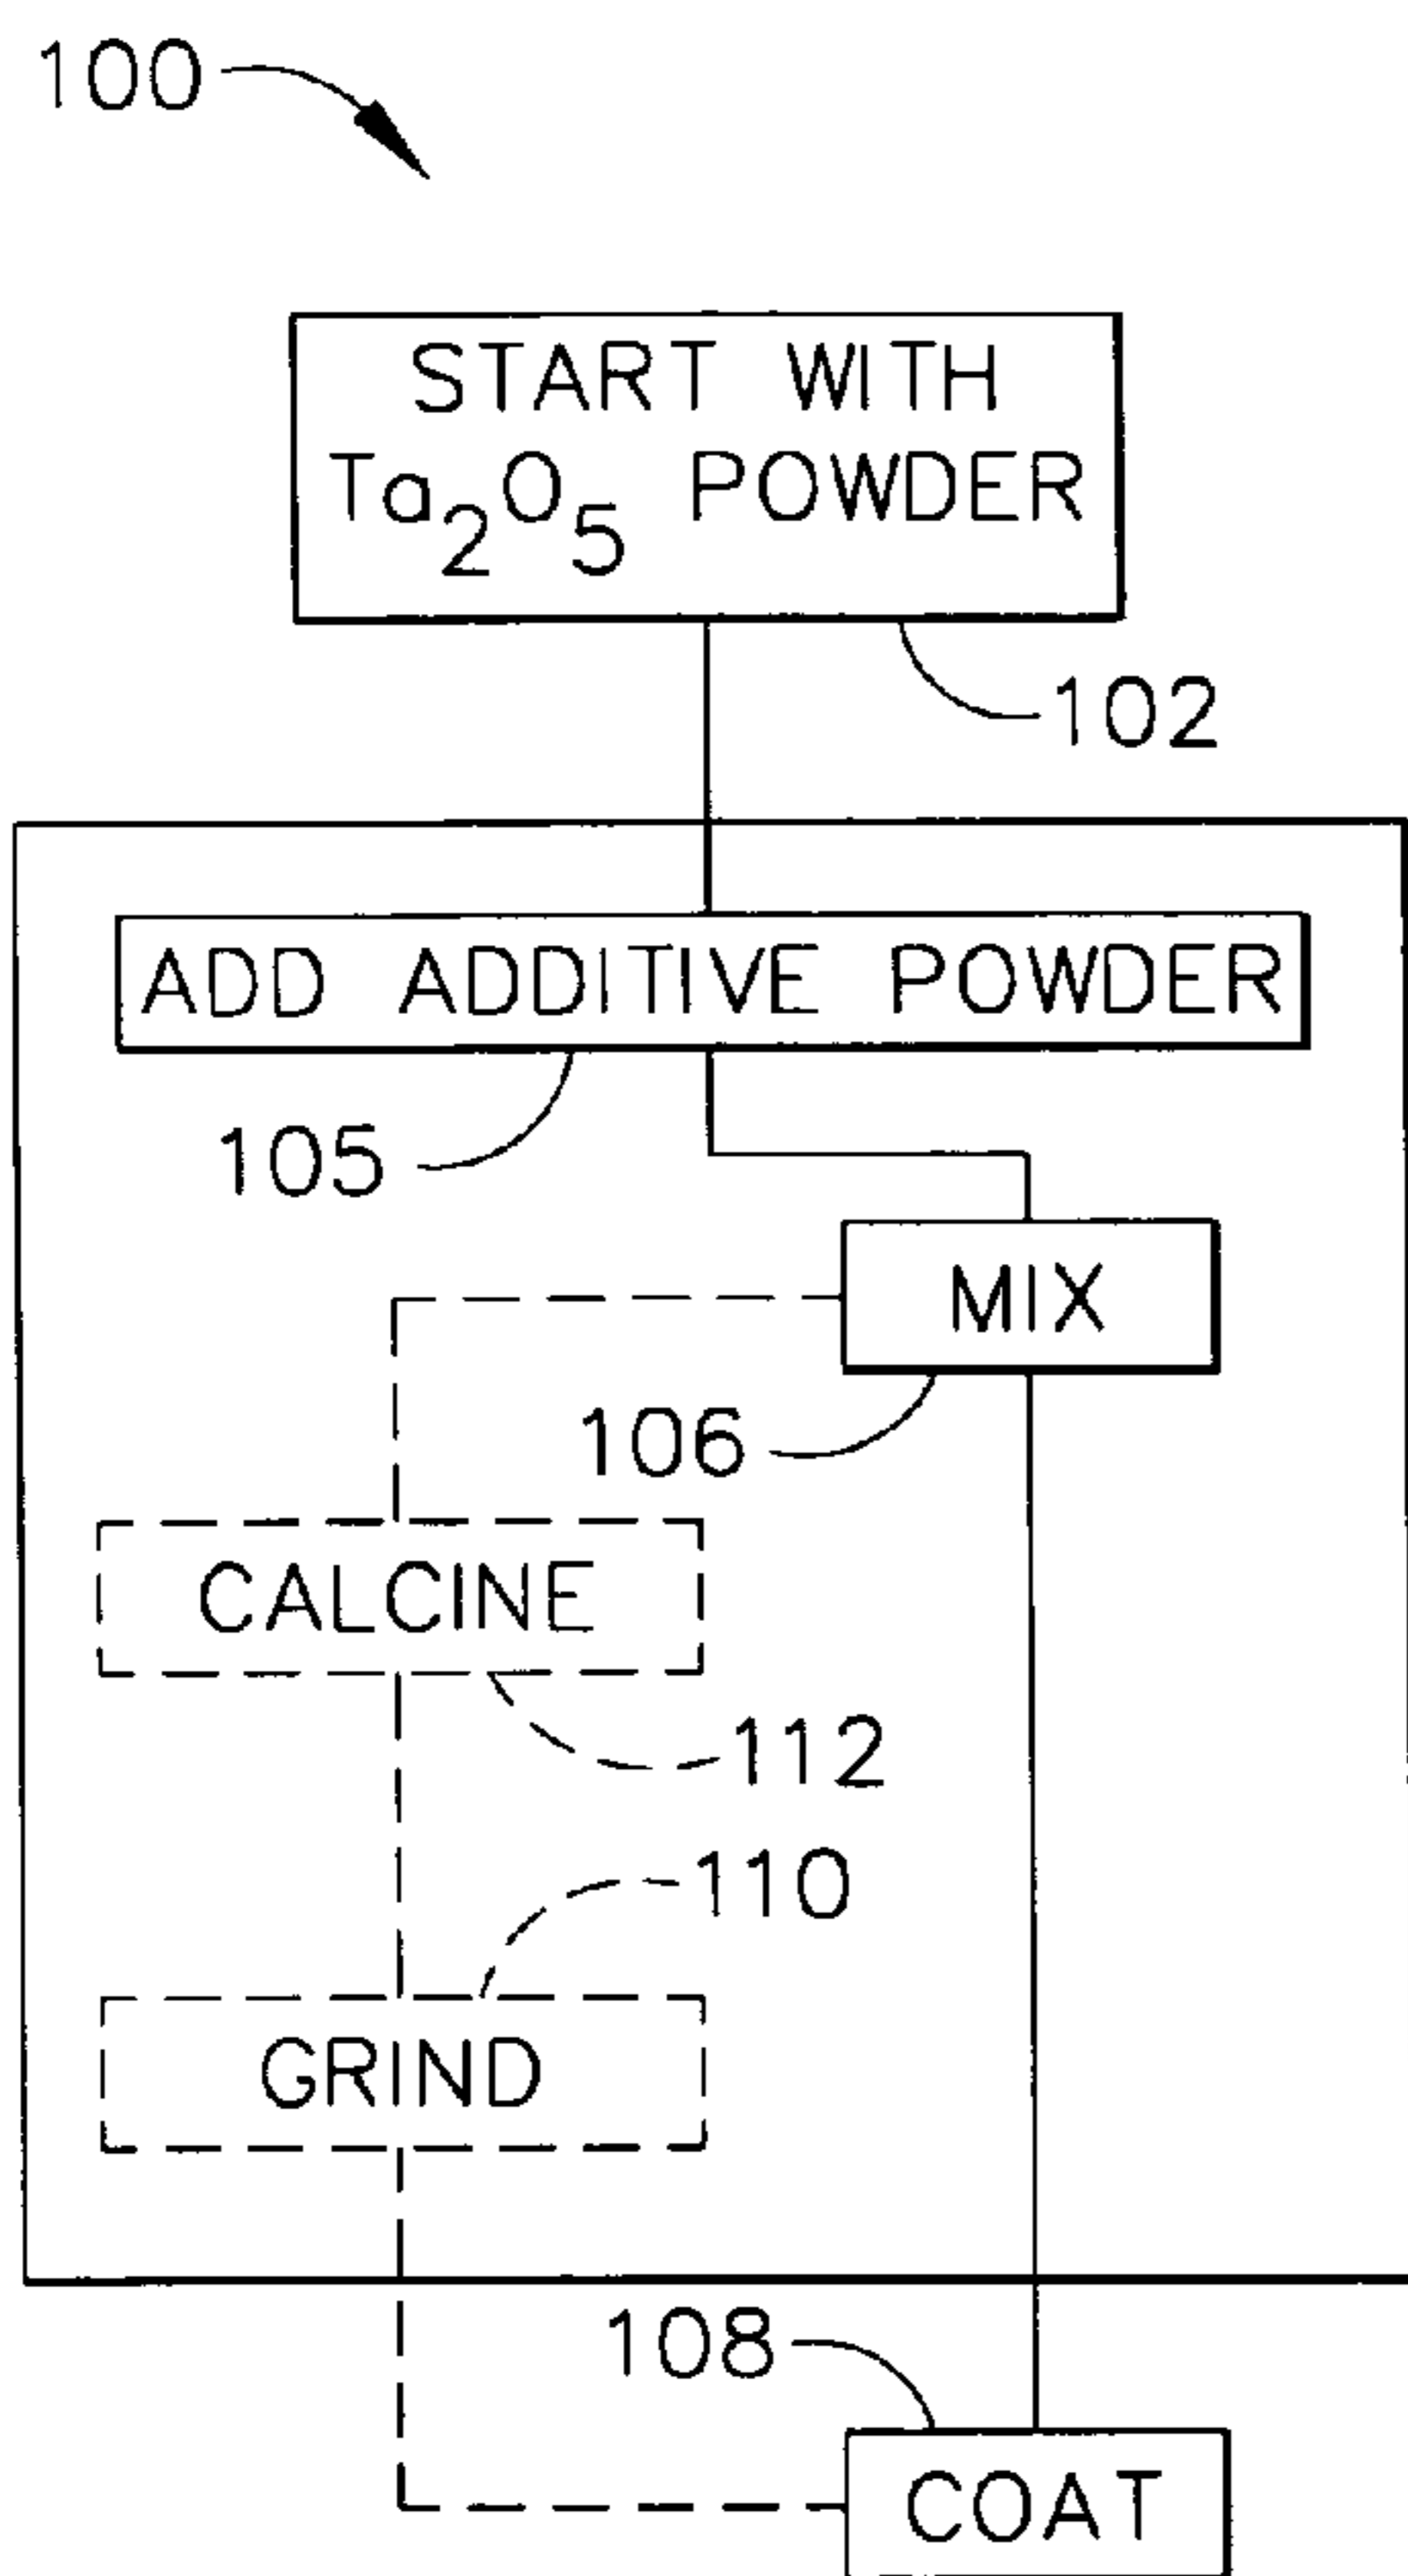 100
START WITH
Ta₂O₅ POWDER
102
ADD ADDITIVE POWDER
105
MIX
106
CALCINE
112
110
GRIND
108
COAT